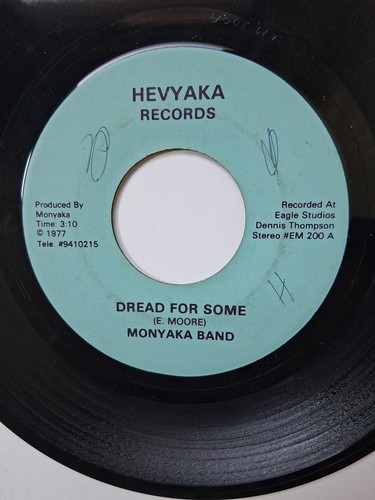 HEVYAKA
RECORDS
Produced By
Monyaka
Time: 3:10
© 1977
Tele. #9410215
Recorded At
Eagle Studios
Dennis Thompson
Stereo #EM 200 A
H
DREAD FOR SOME
(E. MOORE)
MONYAKA BAND